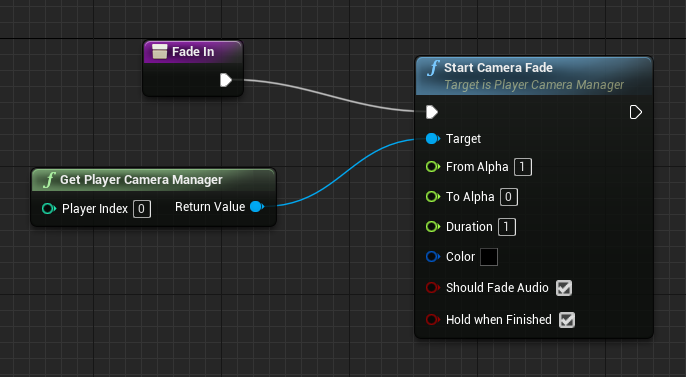 Fade In
Start Camera Fade
Target is Player Camera Manager
Target
From Alpha 1
To Alpha 0
Duration 1
Color
Should Fade Audio
Hold when Finished
Get Player Camera Manager
Player Index 0
Return Value